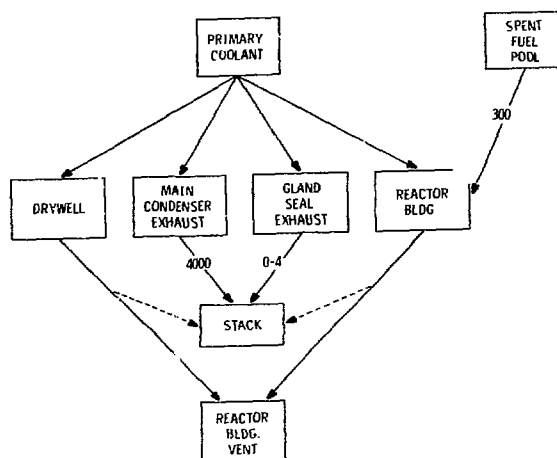 PRIMARY
COOLANT
SPENT
FUEL
POOL
300
DRYWELL
MAIN
CONDENSER
EXHAUST
GLAND
SEAL
EXHAUST
REACTOR
BLDG
4000
0-4
STACK
REACTOR
BLDG.
VENT